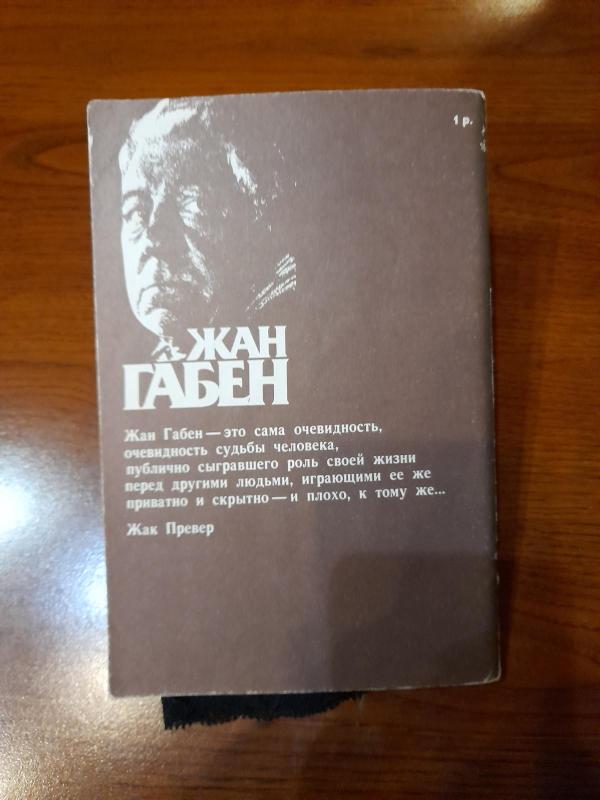 1 р.
ЖАН
ГАБЕН
Жан Габен — это сама очевидность,
очевидность судьбы человека,
публично сыгравшего роль своей жизни
перед другими людьми, играющими ее же
приватно и скрытно — и плохо, к тому же...
Жак Превер